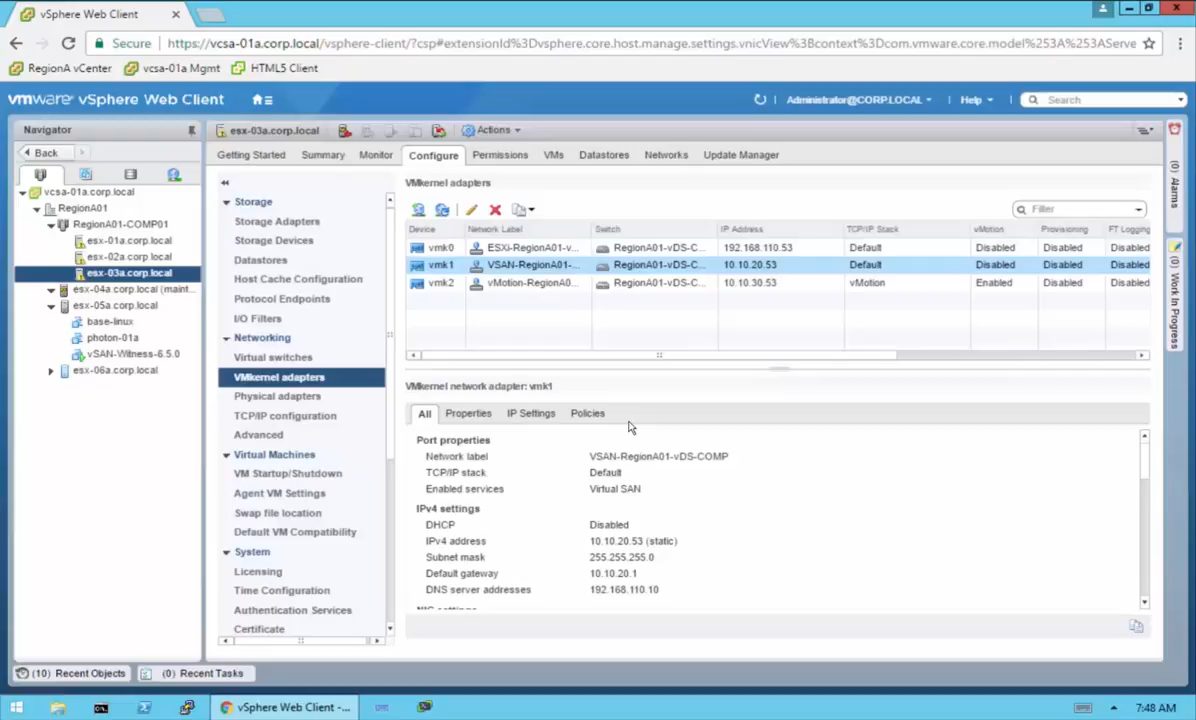 vSphere Web Client
Secure https://vcsa-01a.corp.local/vsphere-client/?csp#extensionId%3Dvsphere.core.host.manage.settings.vnicView%3Bcontext%3Dcom.vmware.core.model%253A%253AServe
RegionA vCenter vcsa-01a Mgmt HTML5 Client
vmware vSphere Web Client Administrator@CORP.LOCAL Help Search
Navigator esx-03a.corp.local Actions
Back Getting Started Summary Monitor Configure Permissions VMs Datastores Networks Update Manager
vcsa-01a.corp.local
RegionA01
RegionA01-COMP01
esx-01a.corp.local
esx-02a.corp.local
esx-03a.corp.local
esx-04a.corp.local (maint...
esx-05a.corp.local
base-linux
photon-01a
vSAN-Witness-6.5.0
esx-06a.corp.local
Storage
Storage Adapters
Storage Devices
Datastores
Host Cache Configuration
Protocol Endpoints
I/O Filters
Networking
Virtual switches
VMkernel adapters
Physical adapters
TCP/IP configuration
Advanced
Virtual Machines
VM Startup/Shutdown
Agent VM Settings
Swap file location
Default VM Compatibility
System
Licensing
Time Configuration
Authentication Services
Certificate
VMkernel adapters
Filter
Device Network Label Switch IP Address TCP/IP Stack vMotion Provisioning FT Logging
vmk0 ESXi-RegionA01-v... RegionA01-vDS-C... 192.168.110.53 Default Disabled Disabled Disabled
vmk1 VSAN-RegionA01-... RegionA01-vDS-C... 10.10.20.53 Default Disabled Disabled Disabled
vmk2 vMotion-RegionA0... RegionA01-vDS-C... 10.10.30.53 vMotion Enabled Disabled Disabled
VMkernel network adapter: vmk1
All Properties IP Settings Policies
Port properties
Network label VSAN-RegionA01-vDS-COMP
TCP/IP stack Default
Enabled services Virtual SAN
IPv4 settings
DHCP Disabled
IPv4 address 10.10.20.53 (static)
Subnet mask 255.255.255.0
Default gateway 10.10.20.1
DNS server addresses 192.168.110.10
NIC settings
(0) Alarms
(0) Work In Progress
(10) Recent Objects (0) Recent Tasks
vSphere Web Client -... 7:48 AM